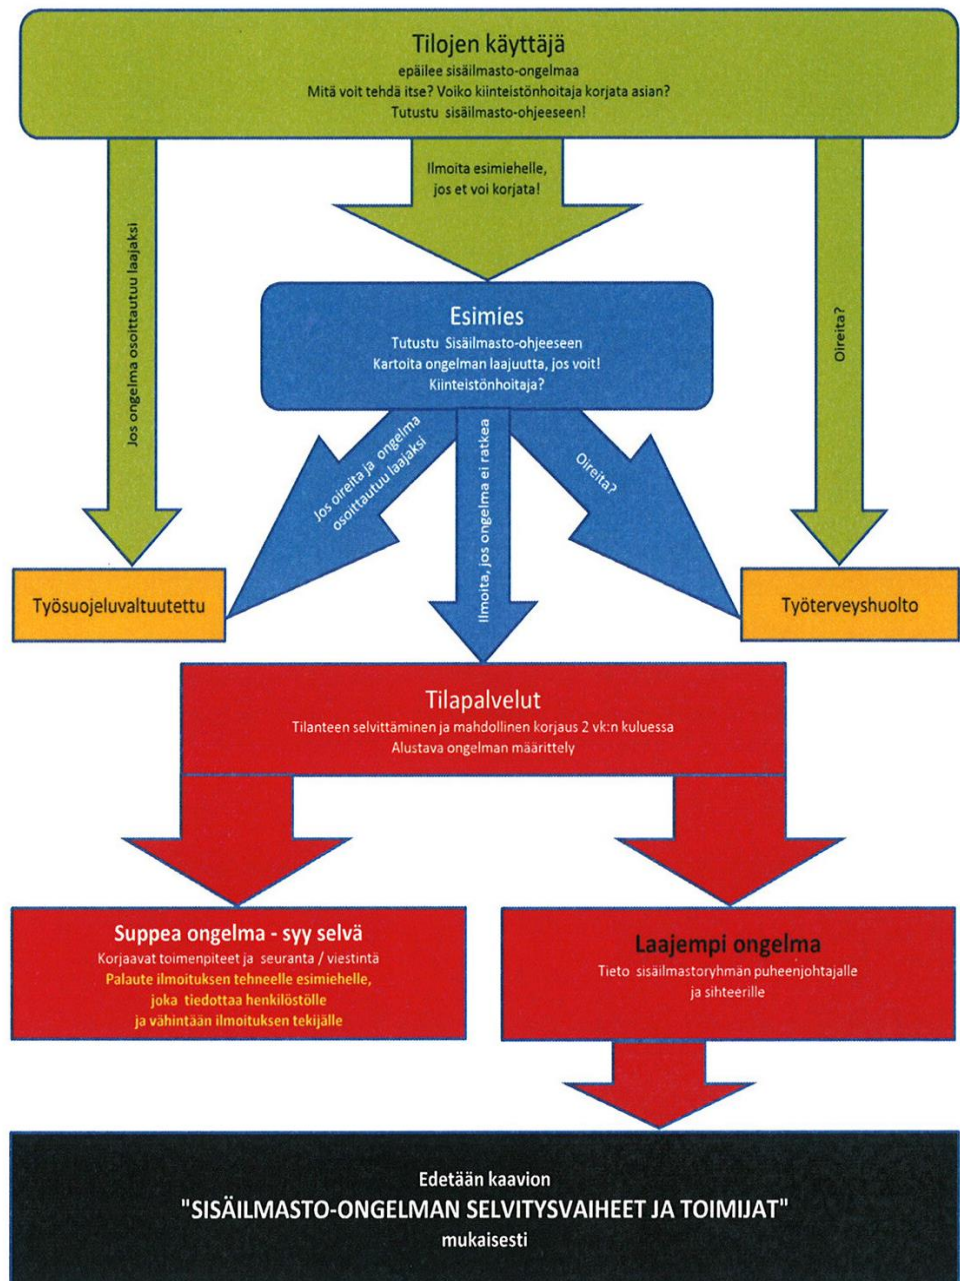 Tilojen käyttäjä
epäilee sisäilmasto-ongelmaa
Mitä voit tehdä itse? Voiko kiinteistönhoitaja korjata asian?
Tutustu sisäilmasto-ohjeeseen!
Jos ongelma osoittautuu laajaksi
Ilmoita esimiehelle,
jos et voi korjata!
Oireita?
Esimies
Tutustu Sisäilmasto-ohjeeseen
Kartoita ongelman laajuutta, jos voit!
Kiinteistönhoitaja?
Jos oireita ja ongelma
osoittautuu laajaksi
Ilmoita, jos ongelma ei ratkea
Oireita?
Työsuojeluvaltuutettu
Työterveyshuolto
Tilapalvelut
Tilanteen selvittäminen ja mahdollinen korjaus 2 vk:n kuluessa
Alustava ongelman määrittely
Suppea ongelma - syy selvä
Korjaavat toimenpiteet ja seuranta / viestintä
Palaute ilmoituksen tehneelle esimiehelle,
joka tiedottaa henkilöstölle
ja vähintään ilmoituksen tekijälle
Laajempi ongelma
Tieto sisäilmastoryhmän puheenjohtajalle
ja sihteerille
Edetään kaavion
"SISÄILMASTO-ONGELMAN SELVITYSVAIHEET JA TOIMIJAT"
mukaisesti